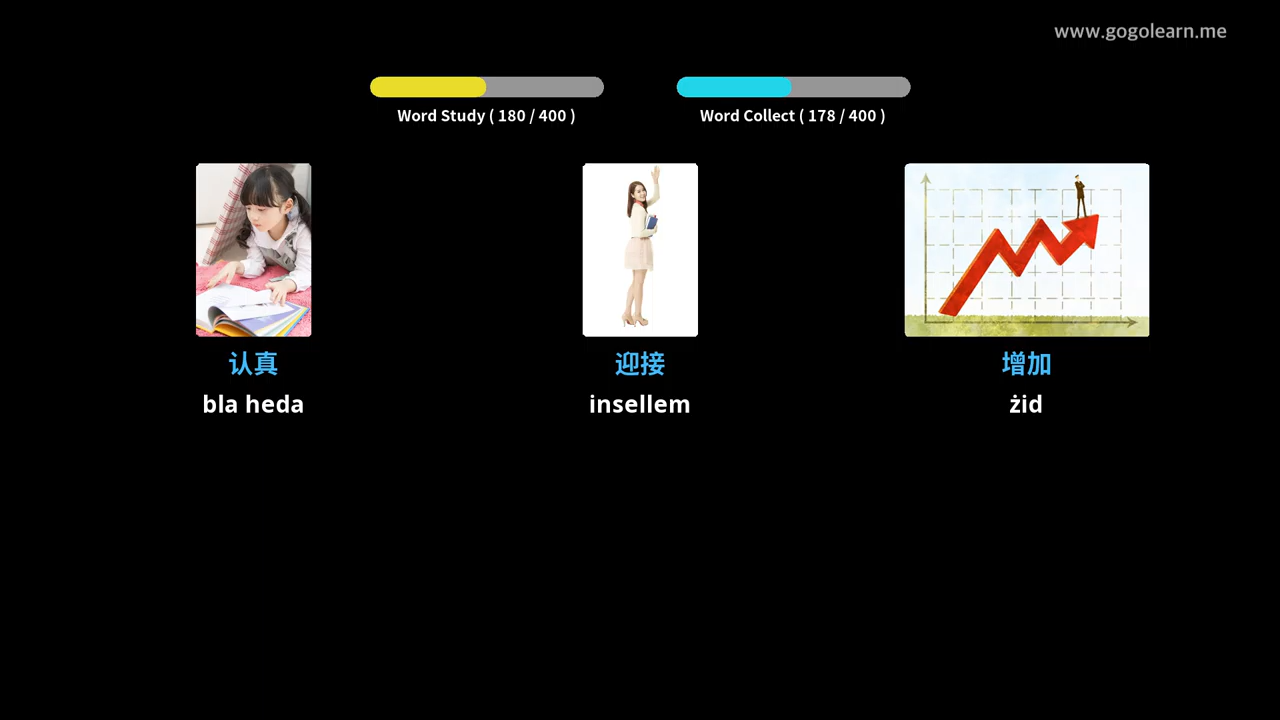 www.gogolearn.me
Word Study ( 180 / 400 )
Word Collect ( 178 / 400 )
认真
迎接
增加
bla heda
insellem
żid